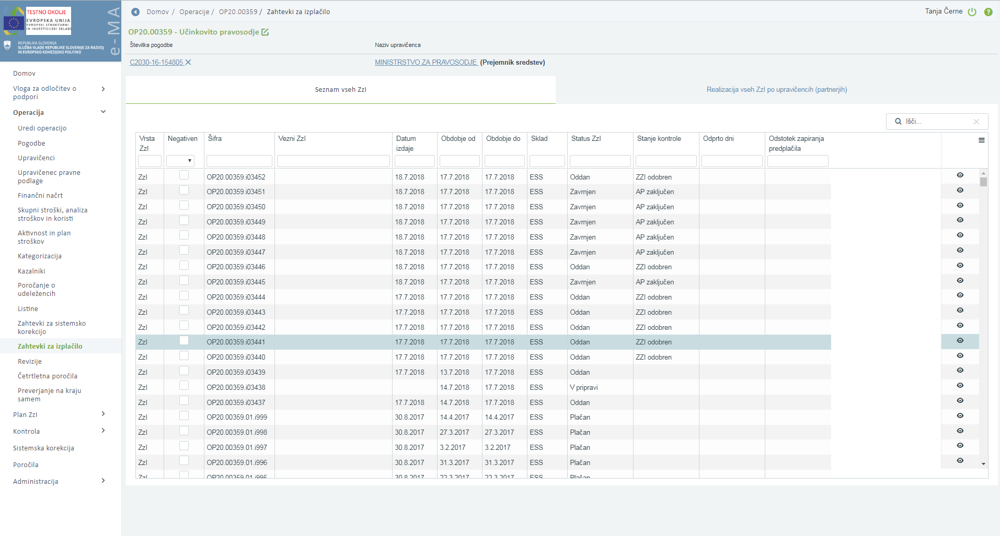 TESTNO OKOLJE
EVROPSKA UNIJA
EVROPSKI STRUKTURNI
IN INVESTICIJSKI SKLADI
e-MA
REPUBLIKA SLOVENIJA
SLUŽBA VLADE REPUBLIKE SLOVENIJE ZA RAZVOJ
IN EVROPSKO KOHEZIJSKO POLITIKO
Domov / Operacije / OP20.00359 / Zahtevki za izplačilo
Tanja Černe
Domov
Vloga za odločitev o
podpori
Operacija
Uredi operacijo
Pogodbe
Upravičenci
Upravičenec pravne
podlage
Finančni načrt
Skupni stroški, analiza
stroškov in koristi
Aktivnost in plan
stroškov
Kategorizacija
Kazalniki
Poročanje o
udeležencih
Listine
Zahtevki za sistemsko
korekcijo
Zahtevki za izplačilo
Revizije
Četrtletna poročila
Preverjanje na kraju
samem
Plan ZzI
Kontrola
Sistemska korekcija
Poročila
Administracija
OP20.00359 - Učinkovito pravosodje
Številka pogodbe Naziv upravičenca
C2030-16-154805 MINISTRSTVO ZA PRAVOSODJE (Prejemnik sredstev)
Seznam vseh ZzI Realizacija vseh ZzI po upravičencih (partnerjih)
Išči...
Vrsta ZzI Negativen Šifra Vezni ZzI Datum izdaje Obdobje od Obdobje do Sklad Status ZzI Stanje kontrole Odprto dni Odstotek zapiranja predplačila
ZzI OP20.00359.i03452 18.7.2018 17.7.2018 17.7.2018 ESS Oddan ZZI odobren
ZzI OP20.00359.i03451 18.7.2018 17.7.2018 17.7.2018 ESS Zavrnjen AP zaključen
ZzI OP20.00359.i03450 18.7.2018 17.7.2018 17.7.2018 ESS Zavrnjen AP zaključen
ZzI OP20.00359.i03449 18.7.2018 17.7.2018 17.7.2018 ESS Zavrnjen AP zaključen
ZzI OP20.00359.i03448 18.7.2018 17.7.2018 17.7.2018 ESS Zavrnjen AP zaključen
ZzI OP20.00359.i03447 18.7.2018 17.7.2018 17.7.2018 ESS Zavrnjen AP zaključen
ZzI OP20.00359.i03446 18.7.2018 17.7.2018 17.7.2018 ESS Oddan ZZI odobren
ZzI OP20.00359.i03445 18.7.2018 17.7.2018 17.7.2018 ESS Zavrnjen AP zaključen
ZzI OP20.00359.i03444 17.7.2018 17.7.2018 17.7.2018 ESS Oddan ZZI odobren
ZzI OP20.00359.i03443 17.7.2018 17.7.2018 17.7.2018 ESS Oddan ZZI odobren
ZzI OP20.00359.i03442 17.7.2018 17.7.2018 17.7.2018 ESS Oddan ZZI odobren
ZzI OP20.00359.i03441 17.7.2018 17.7.2018 17.7.2018 ESS Oddan ZZI odobren
ZzI OP20.00359.i03440 17.7.2018 17.7.2018 17.7.2018 ESS Oddan ZZI odobren
ZzI OP20.00359.i03439 17.7.2018 13.7.2018 17.7.2018 ESS Oddan
ZzI OP20.00359.i03438 14.7.2018 17.7.2018 ESS V pripravi
ZzI OP20.00359.i03437 17.7.2018 14.7.2018 17.7.2018 ESS Oddan
ZzI OP20.00359.01.i999 30.8.2017 14.4.2017 14.4.2017 ESS Plačan
ZzI OP20.00359.01.i998 30.8.2017 27.3.2017 27.3.2017 ESS Plačan
ZzI OP20.00359.01.i997 30.8.2017 3.2.2017 3.2.2017 ESS Plačan
ZzI OP20.00359.01.i996 30.8.2017 31.3.2017 31.3.2017 ESS Plačan
ZzI OP20.00359.01.i995 30.8.2017 22.3.2017 22.3.2017 ESS Plačan